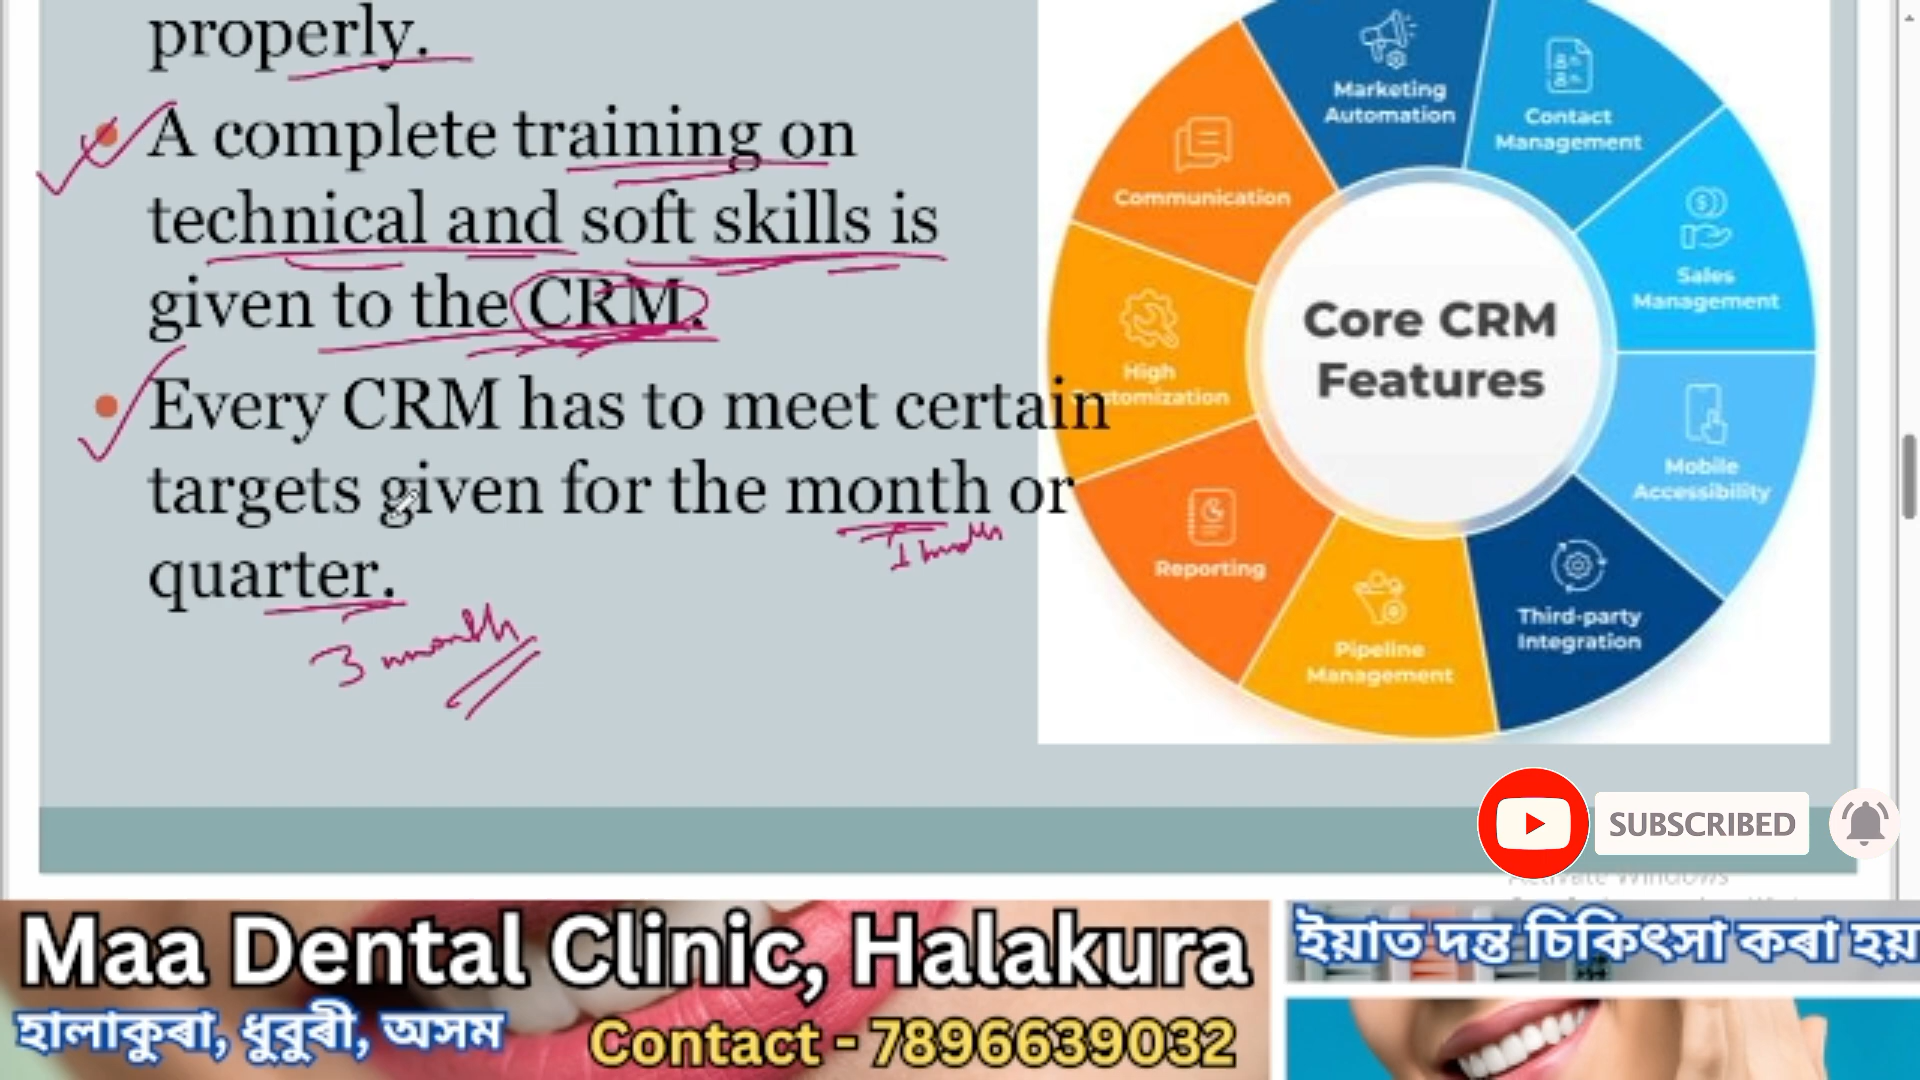 properly.
A complete training on
technical and soft skills is
given to the CRM.
Every CRM has to meet certain
targets given for the month or
quarter.
1 month
3 month
Marketing
Automation
Contact
Management
Sales
Management
Mobile
Accessibility
Third-party
Integration
Pipeline
Management
Reporting
High
Customization
Communication
Core CRM
Features
SUBSCRIBED
Activate Windows
Maa Dental Clinic, Halakura
হালাকুৰা, ধুবুৰী, অসম
Contact - 7896639032
ইয়াত দন্ত চিকিৎসা কৰা হয়